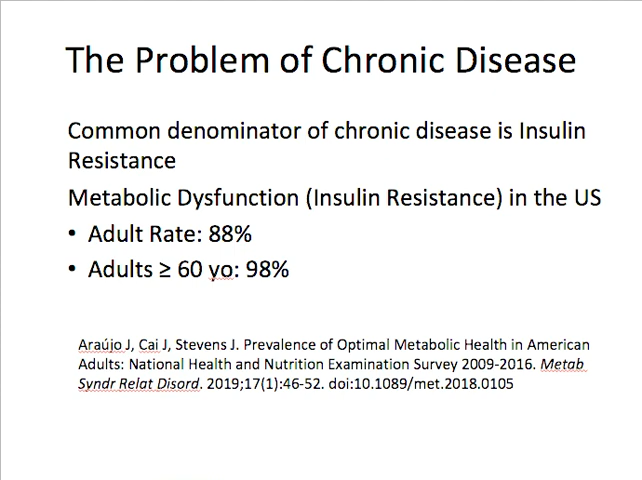 The Problem of Chronic Disease
Common denominator of chronic disease is Insulin
Resistance
Metabolic Dysfunction (Insulin Resistance) in the US
• Adult Rate: 88%
• Adults ≥ 60 yo: 98%
Araújo J, Cai J, Stevens J. Prevalence of Optimal Metabolic Health in American
Adults: National Health and Nutrition Examination Survey 2009-2016. Metab
Syndr Relat Disord. 2019;17(1):46-52. doi:10.1089/met.2018.0105